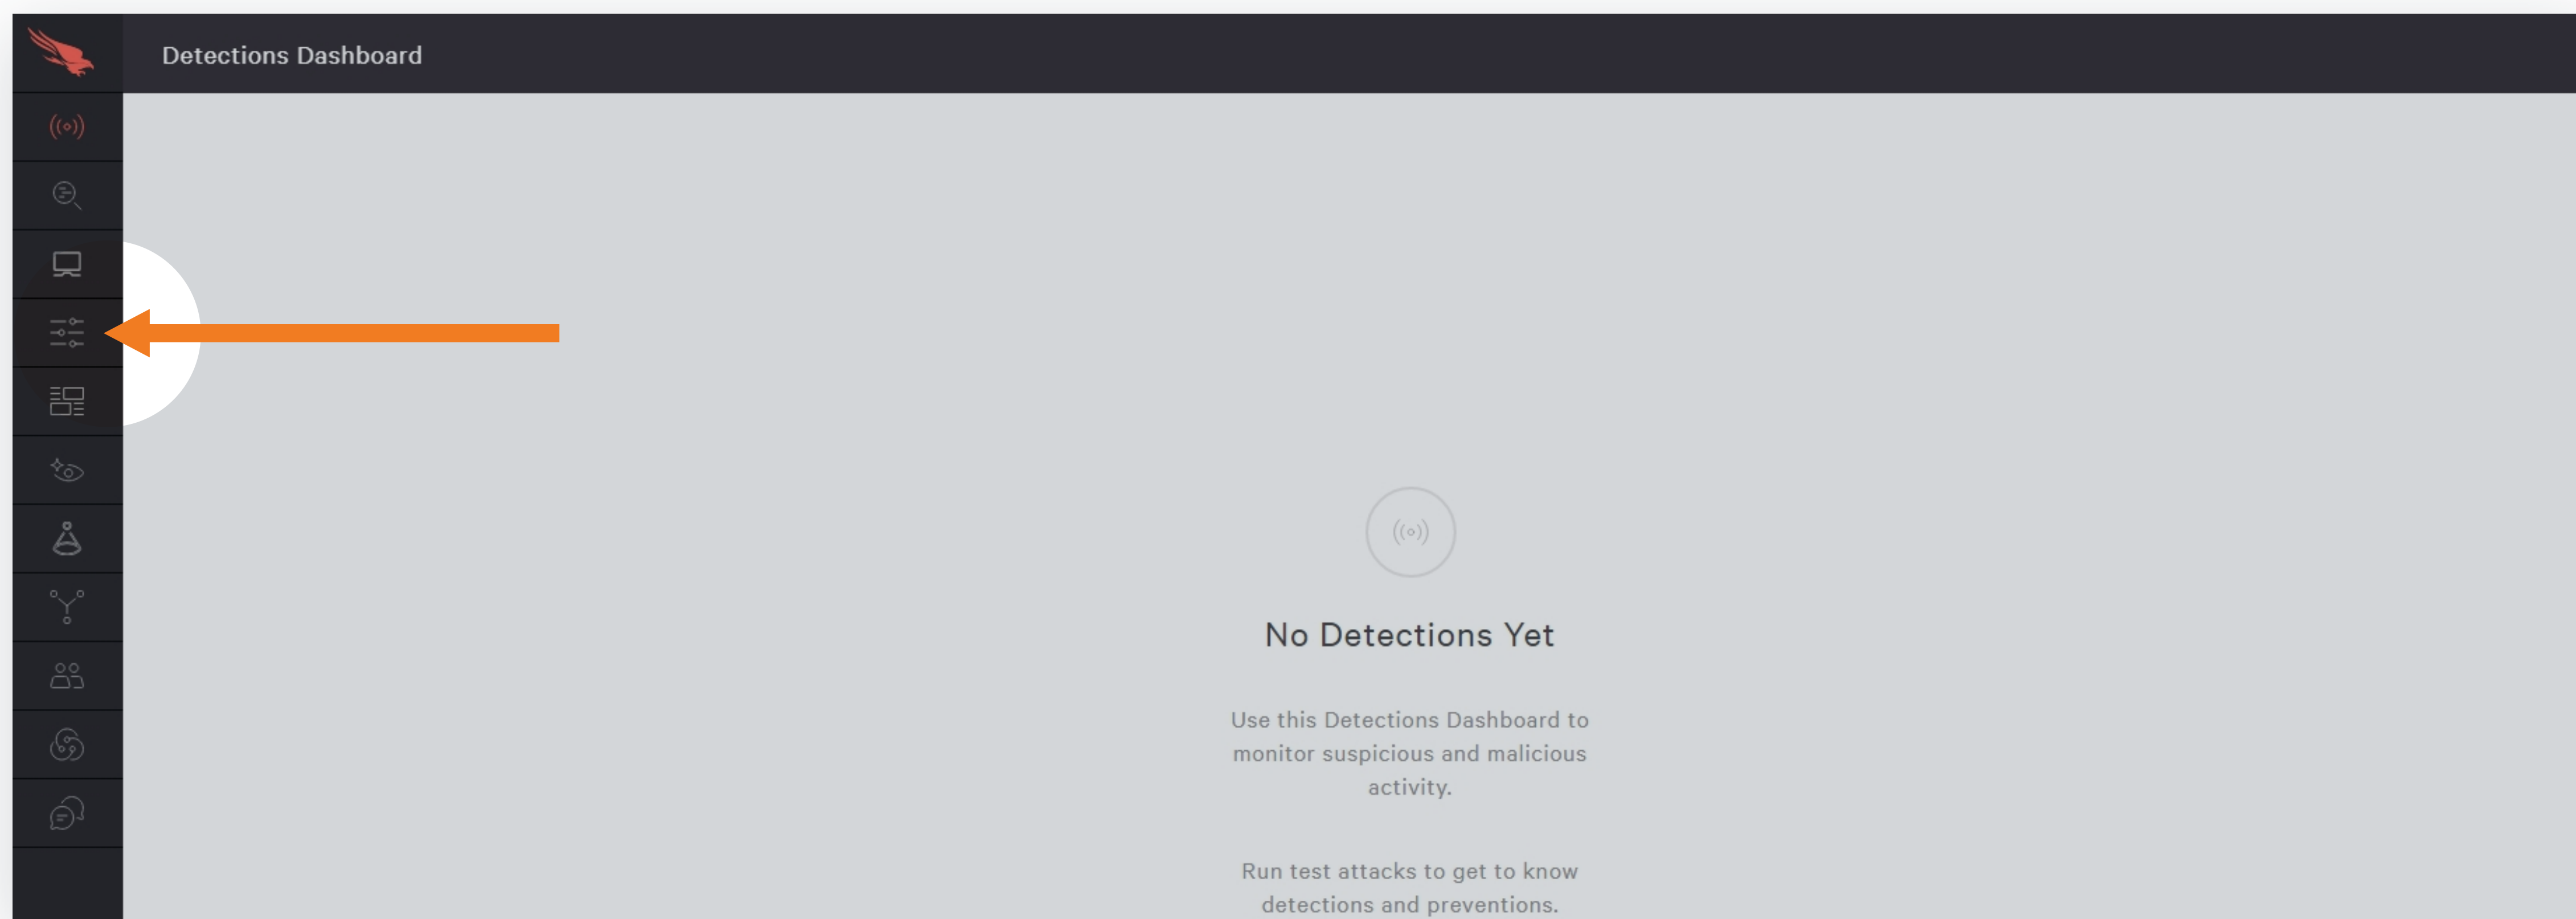 Detections Dashboard
No Detections Yet
Use this Detections Dashboard to
monitor suspicious and malicious
activity.
Run test attacks to get to know
detections and preventions.